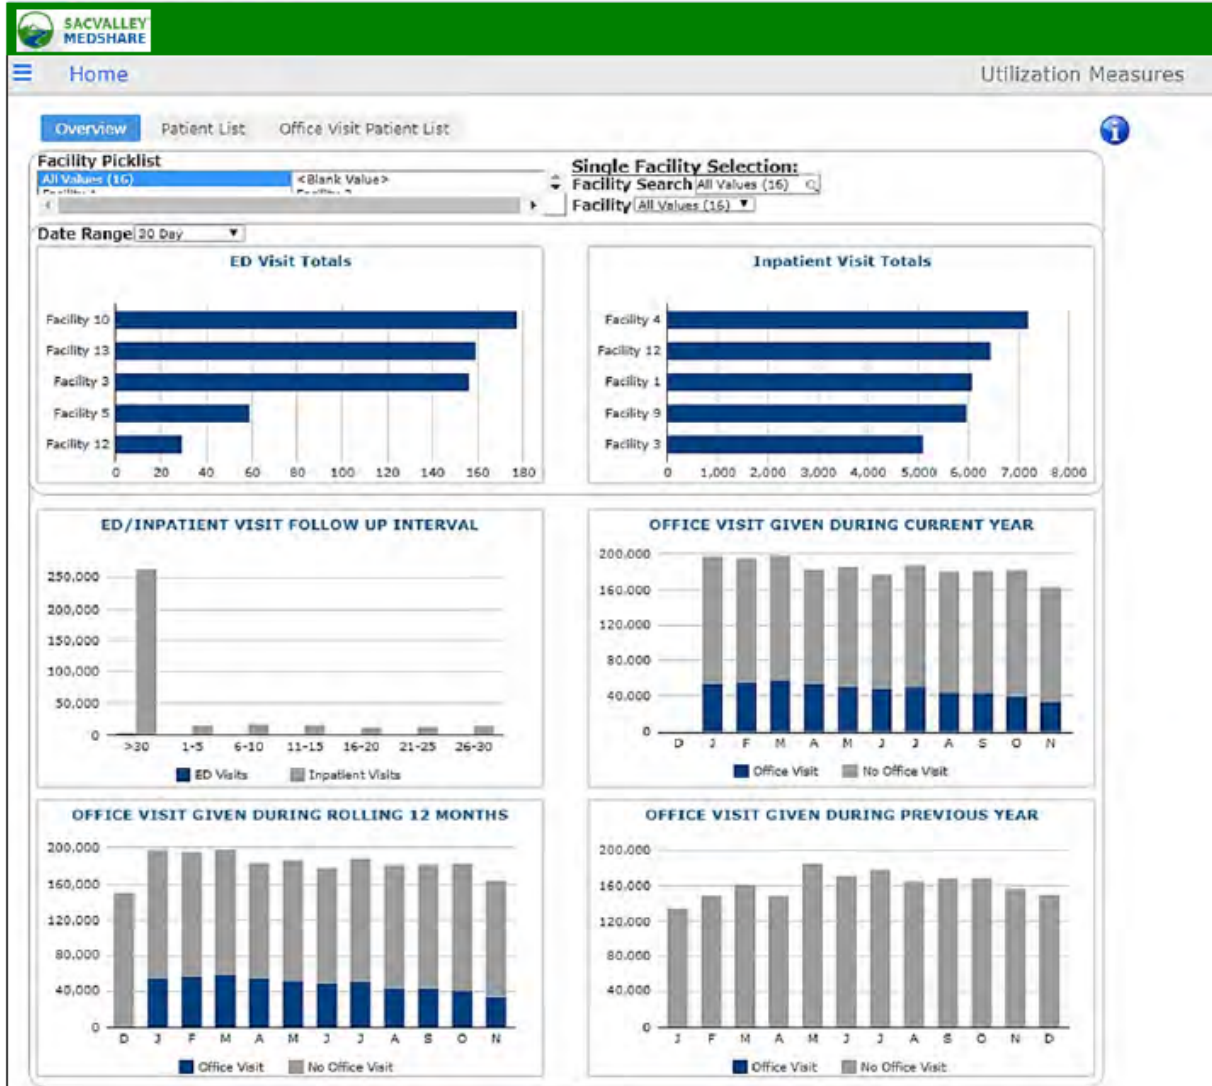 SACVALLEY
MEDSHARE
Home
Utilization Measures
Overview Patient List Office Visit Patient List
Facility Picklist
All Values (16) <Blank Value>
Single Facility Selection:
Facility Search All Values (16)
Facility All Values (16)
Date Range 30 Day
ED Visit Totals
Facility 10
Facility 13
Facility 3
Facility 5
Facility 12
0 20 40 60 80 100 120 140 160 180
Inpatient Visit Totals
Facility 4
Facility 12
Facility 1
Facility 9
Facility 3
0 1,000 2,000 3,000 4,000 5,000 6,000 7,000 8,000
ED/INPATIENT VISIT FOLLOW UP INTERVAL
250,000
200,000
150,000
100,000
50,000
0
>30 1-5 6-10 11-15 16-20 21-25 26-30
ED Visits Inpatient Visits
OFFICE VISIT GIVEN DURING CURRENT YEAR
200,000
160,000
120,000
80,000
40,000
0
D J F M A M J J A S O N
Office Visit No Office Visit
OFFICE VISIT GIVEN DURING ROLLING 12 MONTHS
200,000
160,000
120,000
80,000
40,000
0
D J F M A M J J A S O N
Office Visit No Office Visit
OFFICE VISIT GIVEN DURING PREVIOUS YEAR
200,000
160,000
120,000
80,000
40,000
0
J F M A M J J A S O N D
Office Visit No Office Visit